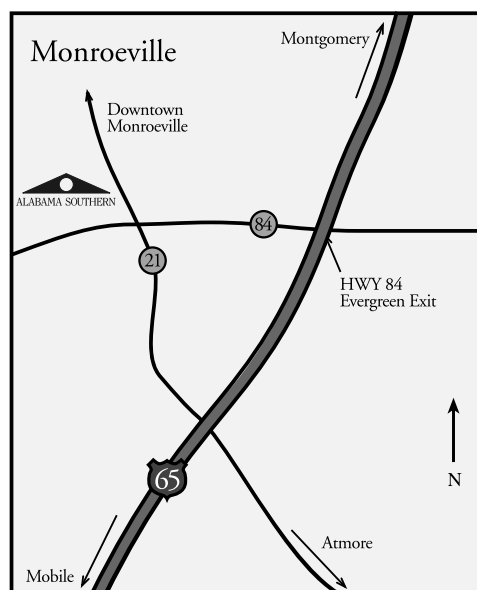 Monroeville
Montgomery
Downtown
Monroeville
ALABAMA SOUTHERN
84
21
HWY 84
Evergreen Exit
65
N
Atmore
Mobile